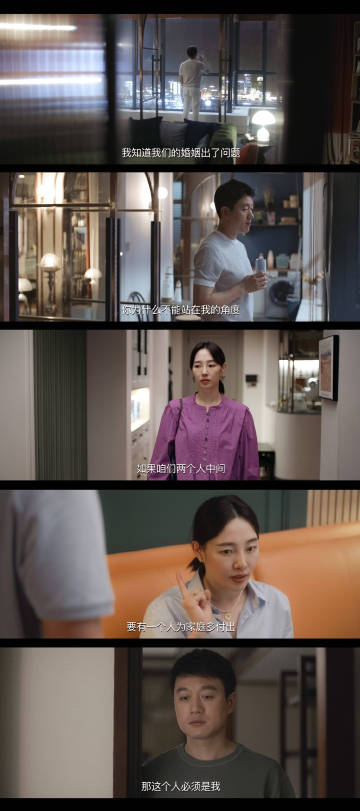 我知道我们的婚姻出了问题
你为什么不能站在我的角度
如果咱们两个人中间
要有一个人为家庭多付出
那这个人必须是我